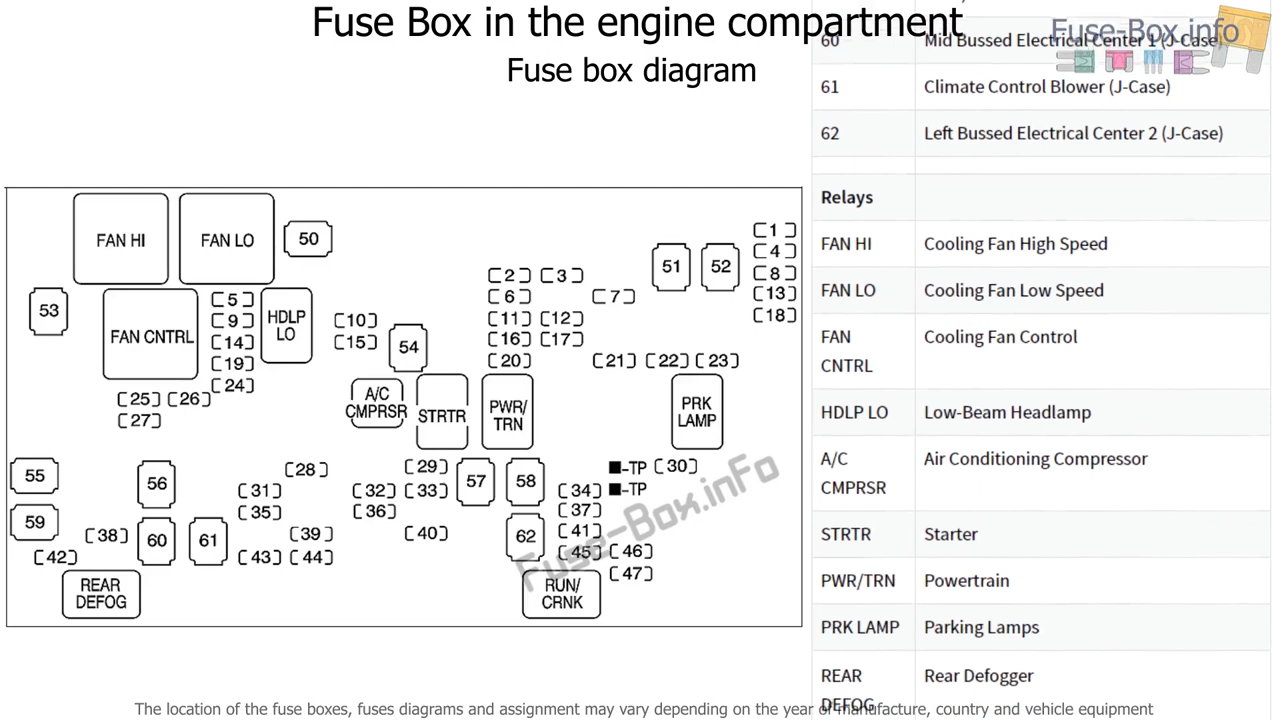 Fuse Box in the engine compartment
Fuse box diagram
Fuse-Box.info
60 Mid Bussed Electrical Center 1 (J-Case)
61 Climate Control Blower (J-Case)
62 Left Bussed Electrical Center 2 (J-Case)
Relays
FAN HI Cooling Fan High Speed
FAN LO Cooling Fan Low Speed
FAN CNTRL Cooling Fan Control
HDLP LO Low-Beam Headlamp
A/C CMPRSR Air Conditioning Compressor
STRTR Starter
PWR/TRN Powertrain
PRK LAMP Parking Lamps
REAR DEFOG Rear Defogger
FAN HI FAN LO 50
1
4
51 52
2 3 8
53 5 6 7 13
9 HDLP LO 10 11 12 18
FAN CNTRL 14 15 54 16 17
19 20 21 22 23
24
25 26 A/C CMPRSR STRTR PWR/TRN PRK LAMP
27
55 56 28 29 57 58 -TP 30
31 32 33 34 -TP
59 35 36 37
38 60 61 39 40 62 41
42 43 44 45 46
47
REAR DEFOG RUN/CRNK
Fuse-Box.info
The location of the fuse boxes, fuses diagrams and assignment may vary depending on the year of manufacture, country and vehicle equipment